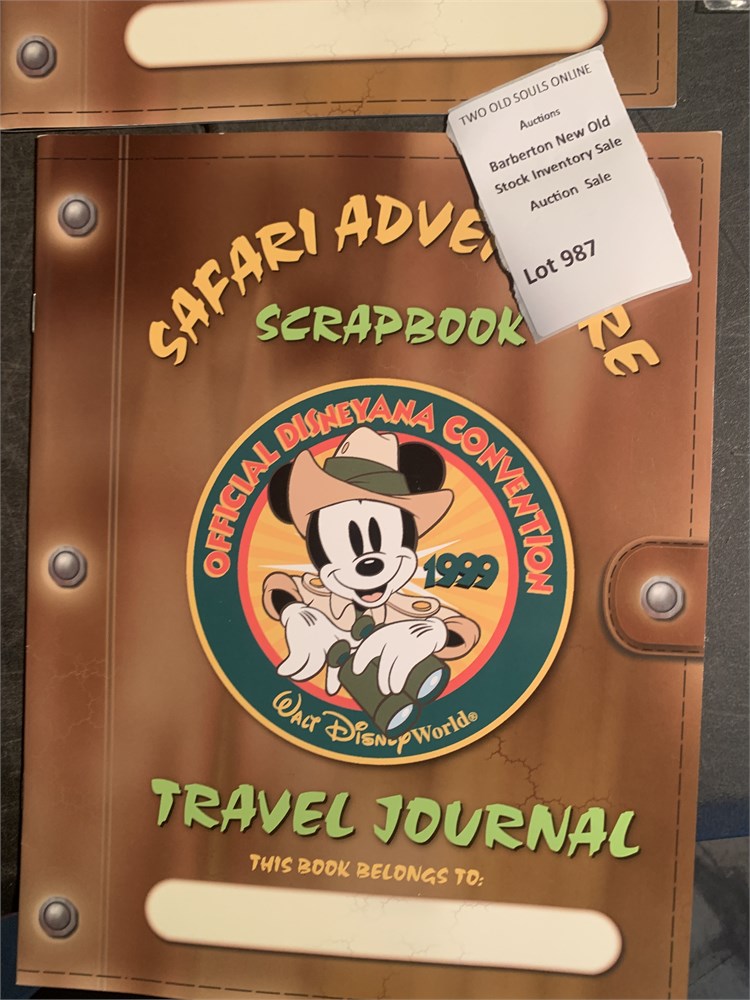 TWO OLD SOULS ONLINE
Auctions
Barberton New Old
Stock Inventory Sale
Auction Sale
Lot 987
SAFARI ADVE RE
SCRAPBOOK
OFFICIAL DISNEYANA CONVENTION
1999
Walt Disney World®
TRAVEL JOURNAL
THIS BOOK BELONGS TO: